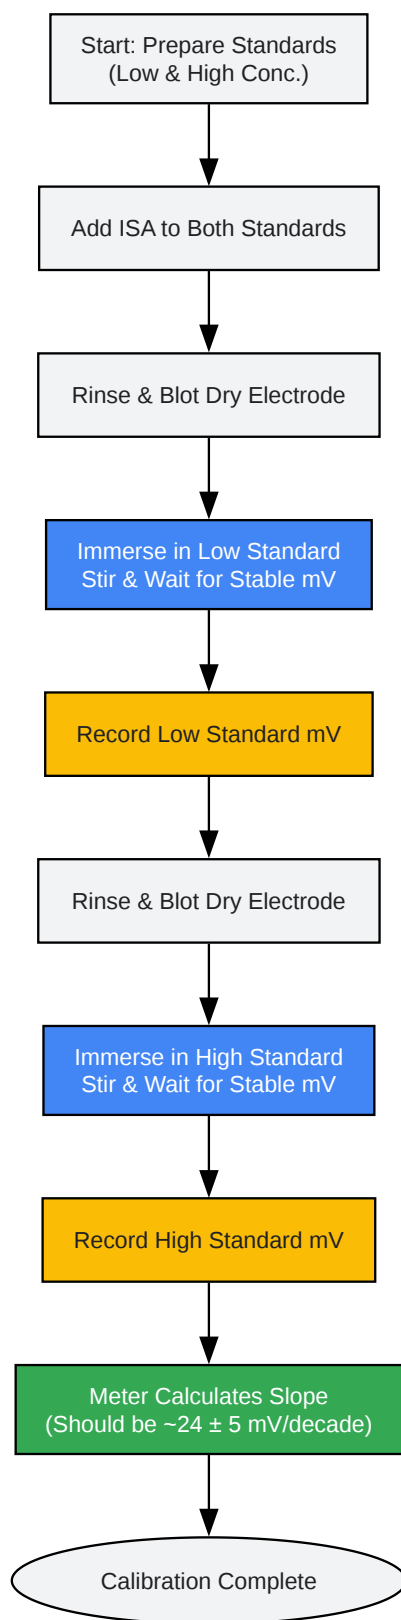 Start: Prepare Standards
(Low & High Conc.)
Add ISA to Both Standards
Rinse & Blot Dry Electrode
Immerse in Low Standard
Stir & Wait for Stable mV
Record Low Standard mV
Rinse & Blot Dry Electrode
Immerse in High Standard
Stir & Wait for Stable mV
Record High Standard mV
Meter Calculates Slope
(Should be ~24 ± 5 mV/decade)
Calibration Complete